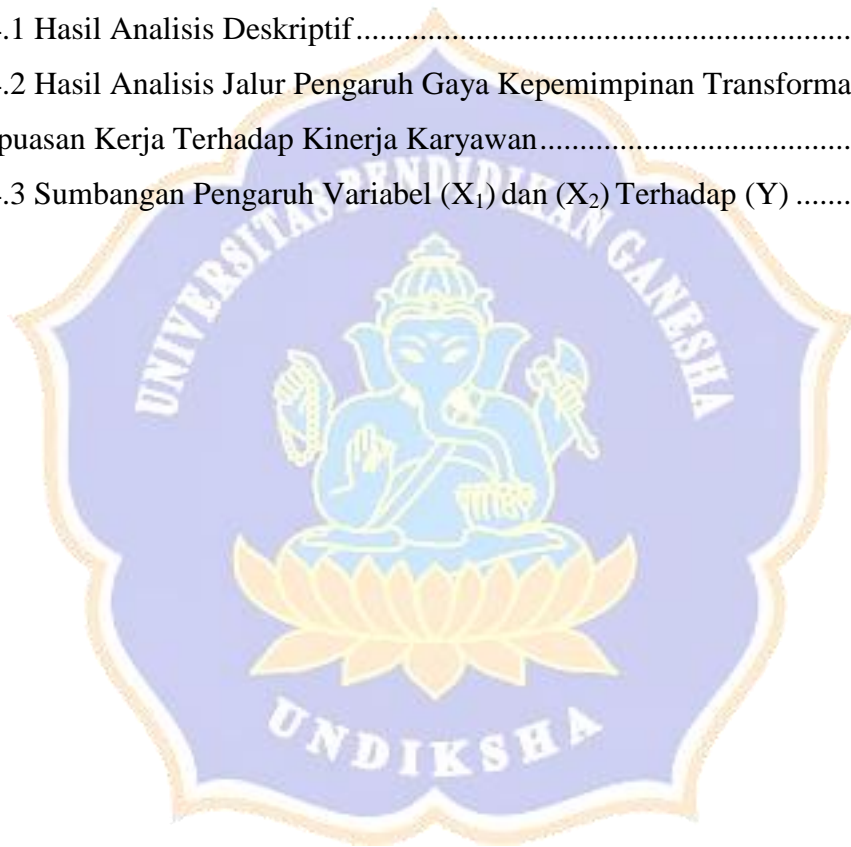 .1 Hasil Analisis Deskriptif
.2 Hasil Analisis Jalur Pengaruh Gaya Kepemimpinan Transforma
puasan Kerja Terhadap Kinerja Karyawan
.3 Sumbangan Pengaruh Variabel (X₁) dan (X₂) Terhadap (Y)
UNIVERSITAS PENDIDIKAN GANESHA
UNDIKSHA